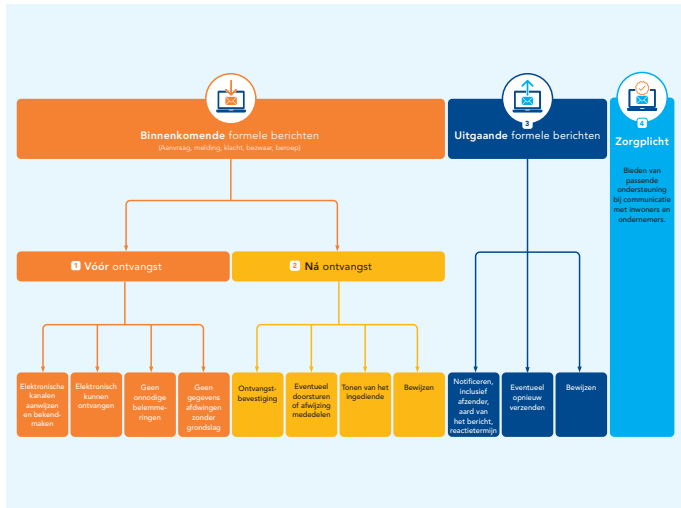 Binnenkomende formele berichten
(Aanvraag, melding, klacht, bezwaar, beroep)
3
Uitgaande formele berichten
4
Zorgplicht
Bieden van
passende
ondersteuning
bij communicatie
met inwoners en
ondernemers.
1 Vóór ontvangst
2 Ná ontvangst
Elektronische
kanalen
aanwijzen
en bekend-
maken
Elektronisch
kunnen
ontvangen
Geen
onnodige
belemme-
ringen
Geen
gegevens
afdwingen
zonder
grondslag
Ontvangst-
bevestiging
Eventueel
doorsturen
of afwijzing
mededelen
Tonen van het
ingediende
Bewijzen
Notificeren,
inclusief
afzender,
aard van
het bericht,
reactietermijn
Eventueel
opnieuw
verzenden
Bewijzen